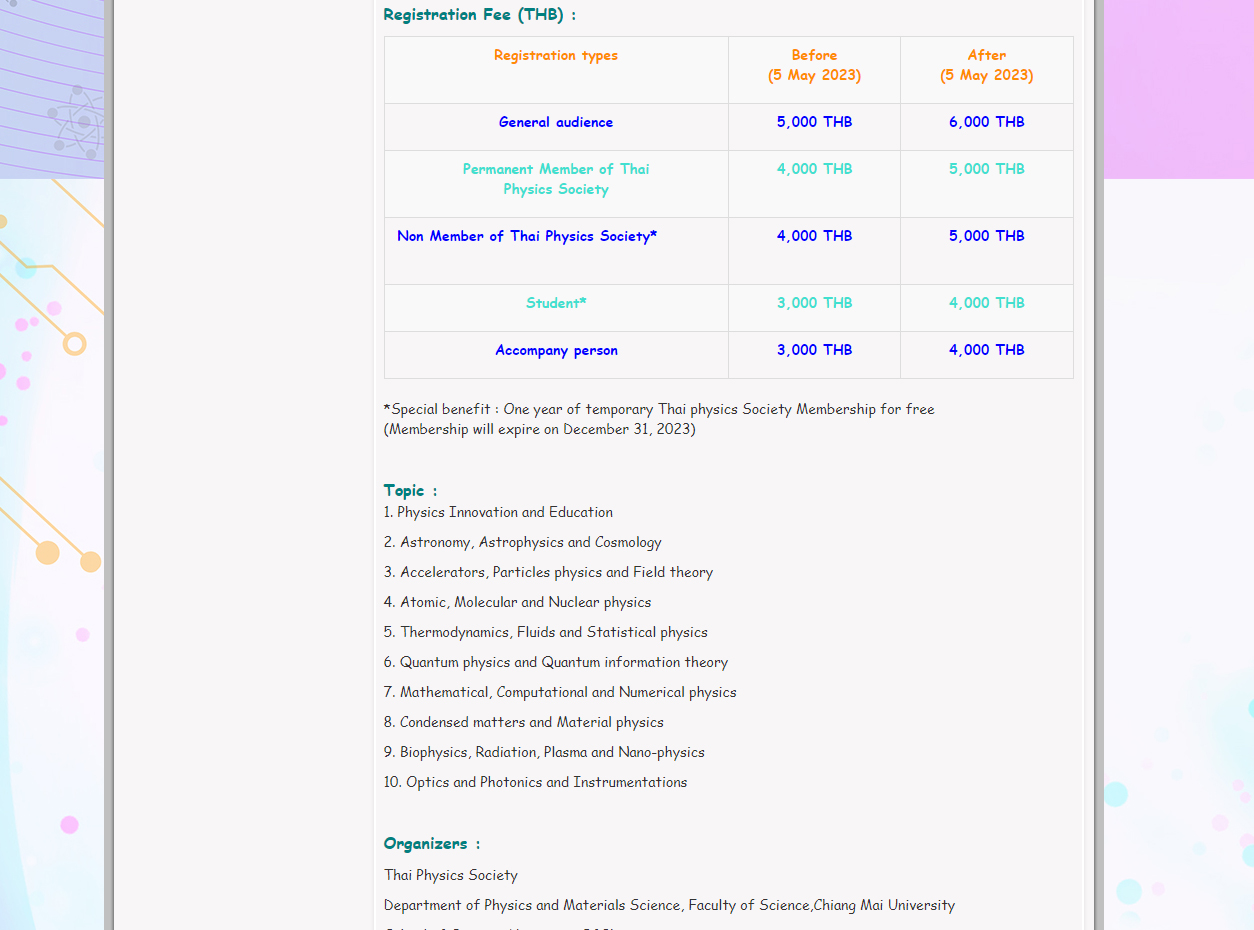 Registration Fee (THB) :
Registration types
Before
(5 May 2023)
After
(5 May 2023)
General audience
5,000 THB
6,000 THB
Permanent Member of Thai
Physics Society
4,000 THB
5,000 THB
Non Member of Thai Physics Society*
4,000 THB
5,000 THB
Student*
3,000 THB
4,000 THB
Accompany person
3,000 THB
4,000 THB
*Special benefit : One year of temporary Thai physics Society Membership for free
(Membership will expire on December 31, 2023)
Topic :
1. Physics Innovation and Education
2. Astronomy, Astrophysics and Cosmology
3. Accelerators, Particles physics and Field theory
4. Atomic, Molecular and Nuclear physics
5. Thermodynamics, Fluids and Statistical physics
6. Quantum physics and Quantum information theory
7. Mathematical, Computational and Numerical physics
8. Condensed matters and Material physics
9. Biophysics, Radiation, Plasma and Nano-physics
10. Optics and Photonics and Instrumentations
Organizers :
Thai Physics Society
Department of Physics and Materials Science, Faculty of Science,Chiang Mai University